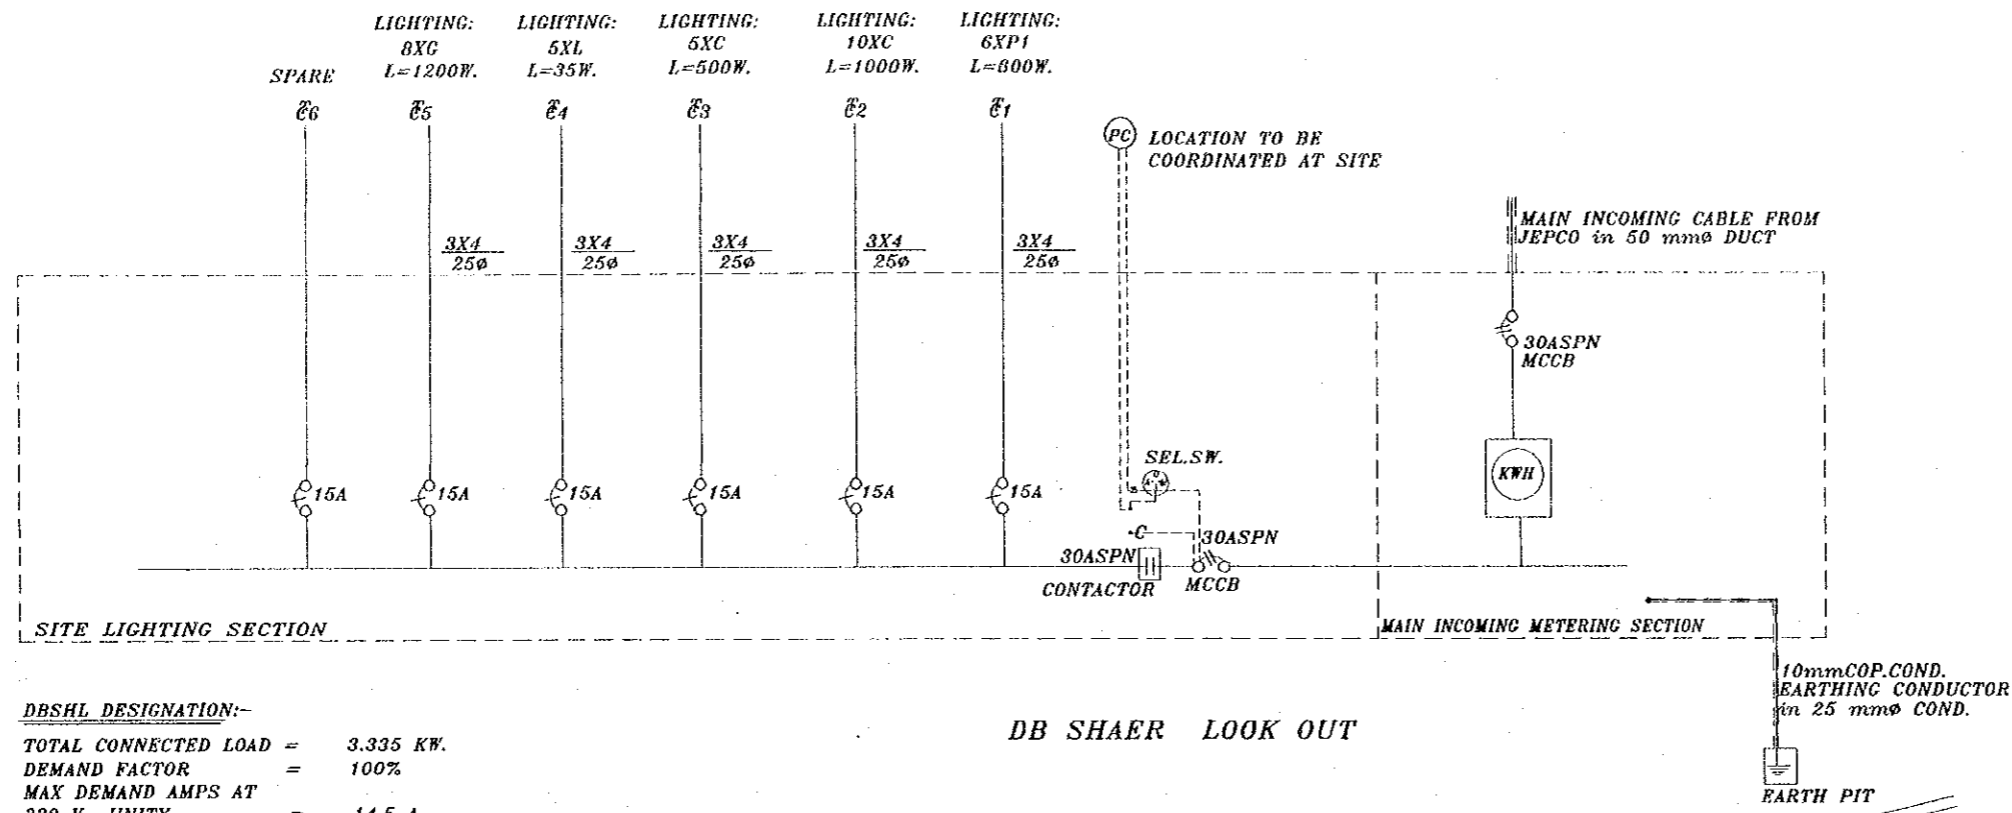 LIGHTING:
8XG
L=1200W.
LIGHTING:
5XL
L=35W.
LIGHTING:
5XC
L=500W.
LIGHTING:
10XC
L=1000W.
LIGHTING:
6XP1
L=600W.
SPARE
C6
C5
C4
C3
C2
C1
PC
LOCATION TO BE
COORDINATED AT SITE
MAIN INCOMING CABLE FROM
JEPCO in 50 mmø DUCT
3X4
25ø
3X4
25ø
3X4
25ø
3X4
25ø
3X4
25ø
30ASPN
MCCB
KWH
SEL.SW.
15A
15A
15A
15A
15A
15A
C
30ASPN
MCCB
30ASPN
CONTACTOR
SITE LIGHTING SECTION
MAIN INCOMING METERING SECTION
10mmCOP.COND.
EARTHING CONDUCTOR
in 25 mmø COND.
EARTH PIT
DB SHAER LOOK OUT
DBSHL DESIGNATION:-
TOTAL CONNECTED LOAD = 3.335 KW.
DEMAND FACTOR = 100%
MAX DEMAND AMPS AT
UNITY = 14.5 A